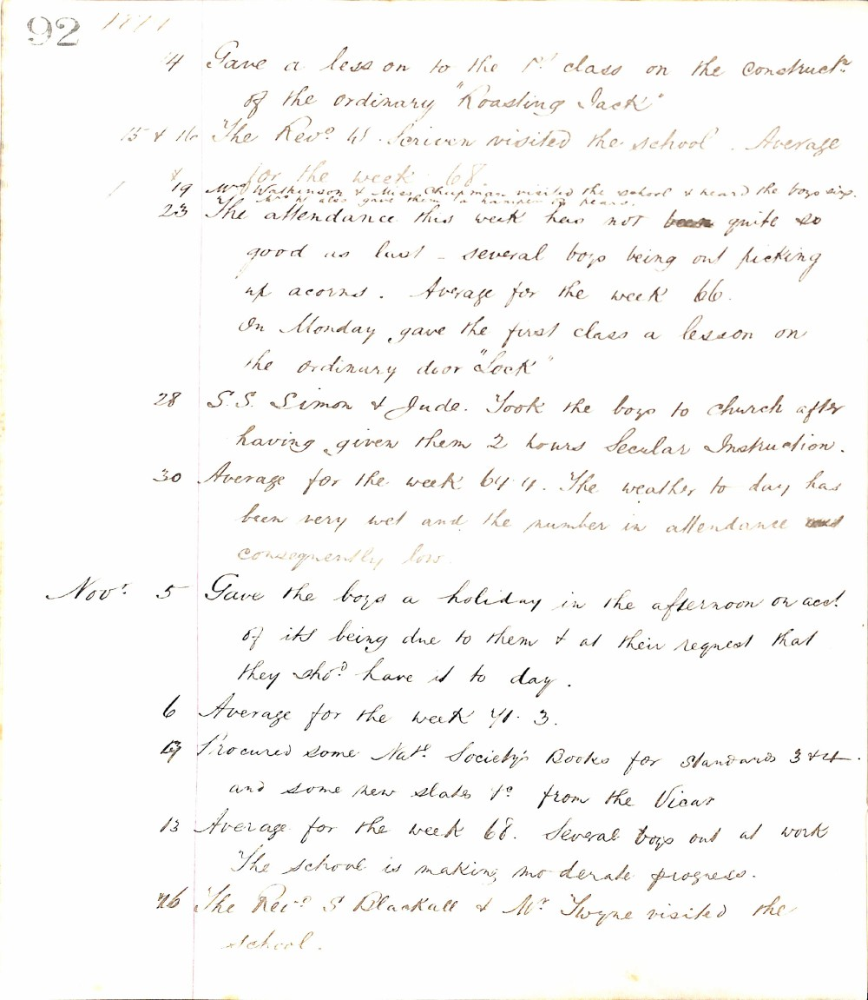 92
4 Gave a lesson to the 1st class on the constructn.
of the ordinary "Roasting Jack"
15 & 16 The Revd. W. Scriven visited the school. Average
for the week 68
19 Mrs Watkinson & Miss Chapman visited the school & heard the boys sing.
Mrs W also gave them a hamper of pears.
23 The attendance this week has not been quite so
good as last - several boys being out picking
up acorns. Average for the week 66.
On Monday gave the first class a lesson on
the ordinary door "Lock"
28 S.S. Simon & Jude. Took the boys to church after
having given them 2 hours Secular Instruction.
30 Average for the week 64.4. The weather to day has
been very wet and the number in attendance
consequently low.
Novr. 5 Gave the boys a holiday in the afternoon on acct.
of its being due to them & at their request that
they shod. have it to day.
6 Average for the week 71.3.
Procured some Natl. Society's Books for Standards 3 & 4.
and some new slates &c from the Vicar
13 Average for the week 68. Several boys out at work
The school is making moderate progress.
16 The Revd. S Blackall & Mr. Twyne visited the
school.